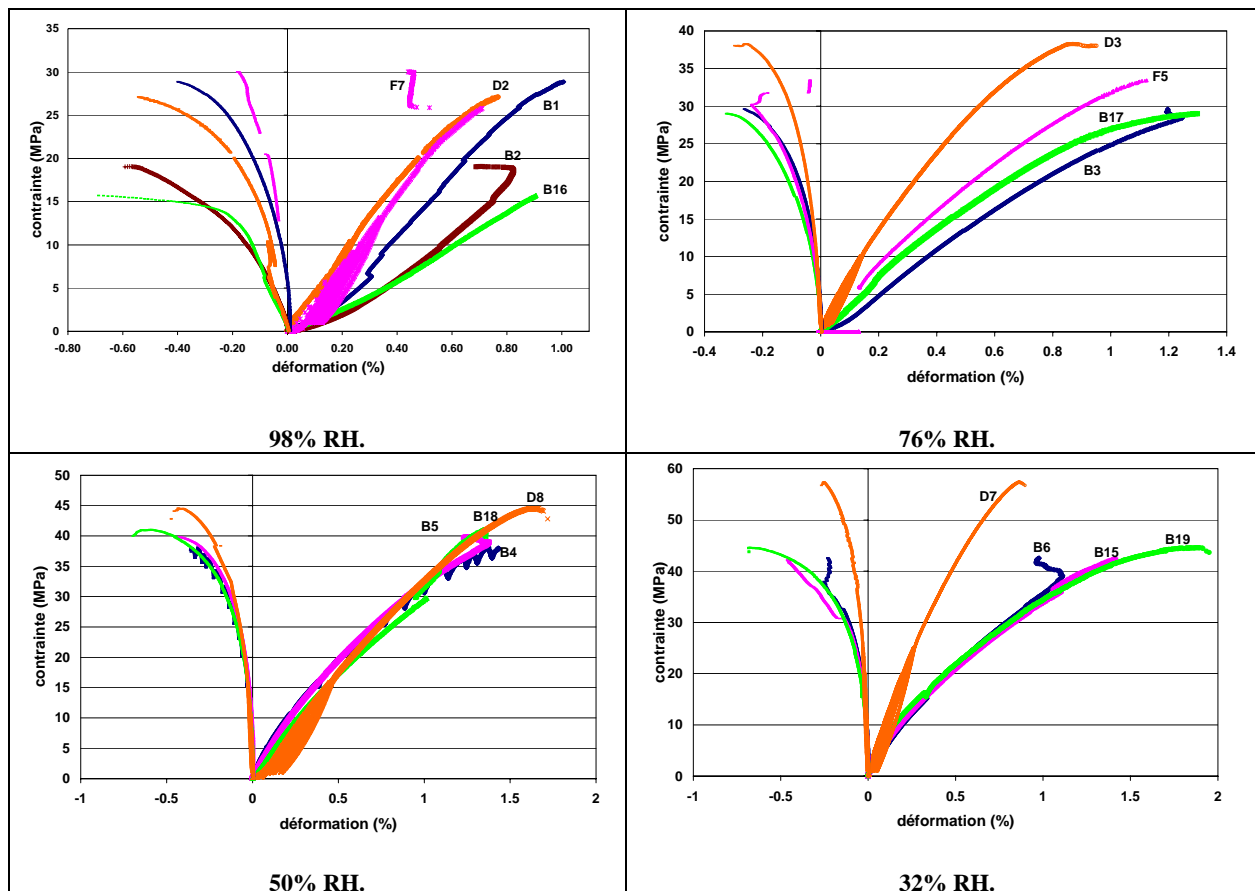 35
30
25
20
15
10
5
0
-0.80 -0.60 -0.40 -0.20 0.00 0.20 0.40 0.60 0.80 1.00
contrainte (MPa)
déformation (%)
F7
D2
B1
B2
B16
98% RH.
40
35
30
25
20
15
10
5
0
-0.4 -0.2 0 0.2 0.4 0.6 0.8 1 1.2 1.4
contrainte (MPa)
déformation (%)
D3
F5
B17
B3
76% RH.
50
45
40
35
30
25
20
15
10
5
0
-1 -0.5 0 0.5 1 1.5 2
contrainte (MPa)
déformation (%)
D8
B18
B5
B4
50% RH.
60
50
40
30
20
10
0
-1 -0.5 0 0.5 1 1.5 2
contrainte (MPa)
déformation (%)
D7
B6
B15
B19
32% RH.